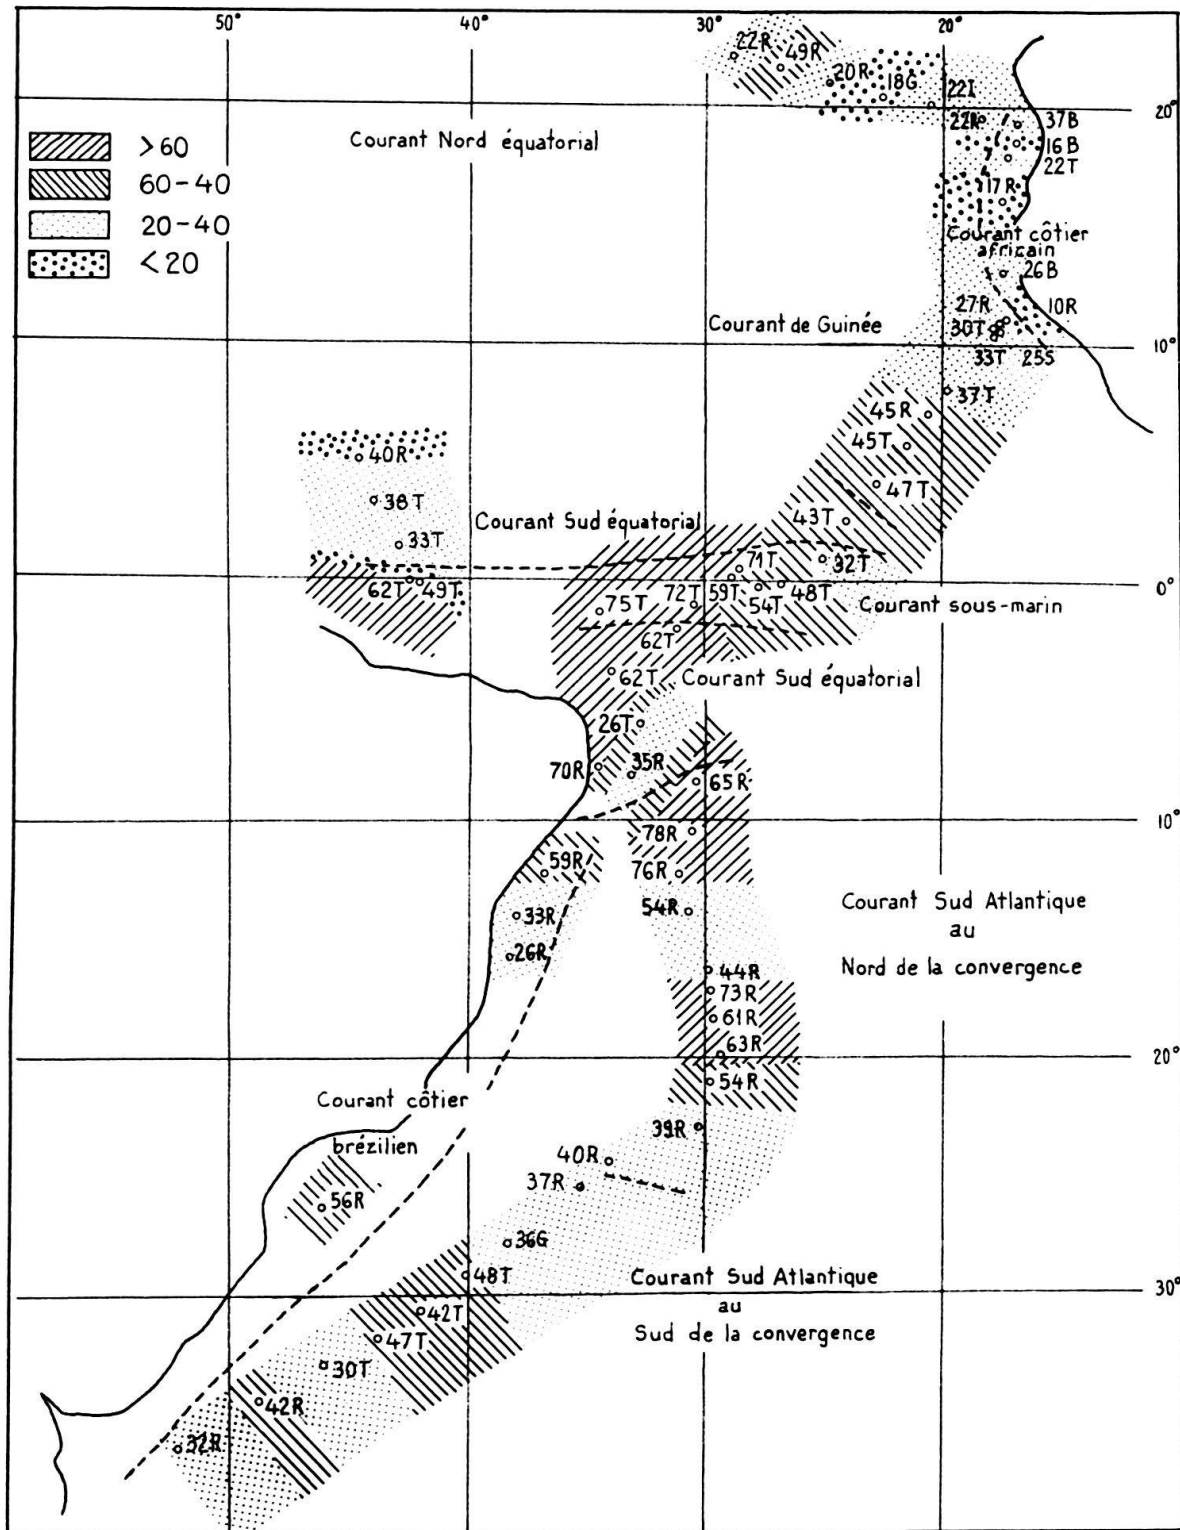 50° 40° 30° 20°
22R
49R
20R
18G
22I
20°
>60
60-40
20-40
<20
Courant Nord équatorial
22R
37B
16B
22T
17R
Courant côtier
africain
26B
27R
10R
Courant de Guinée
30T
33T
25S
10°
37T
45R
45T
40R
47T
38T
43T
Courant Sud équatorial
33T
71T
32T
62T
49T
75T
72T
59T
54T
48T
0°
Courant sous-marin
62T
62T
Courant Sud équatorial
26T
70R
35R
65R
78R
10°
59R
76R
54R
33R
Courant Sud Atlantique
au
Nord de la convergence
26R
44R
73R
61R
63R
20°
54R
Courant côtier
brézilien
39R
40R
37R
56R
36G
48T
Courant Sud Atlantique
au
Sud de la convergence
30°
42T
47T
30T
42R
32R